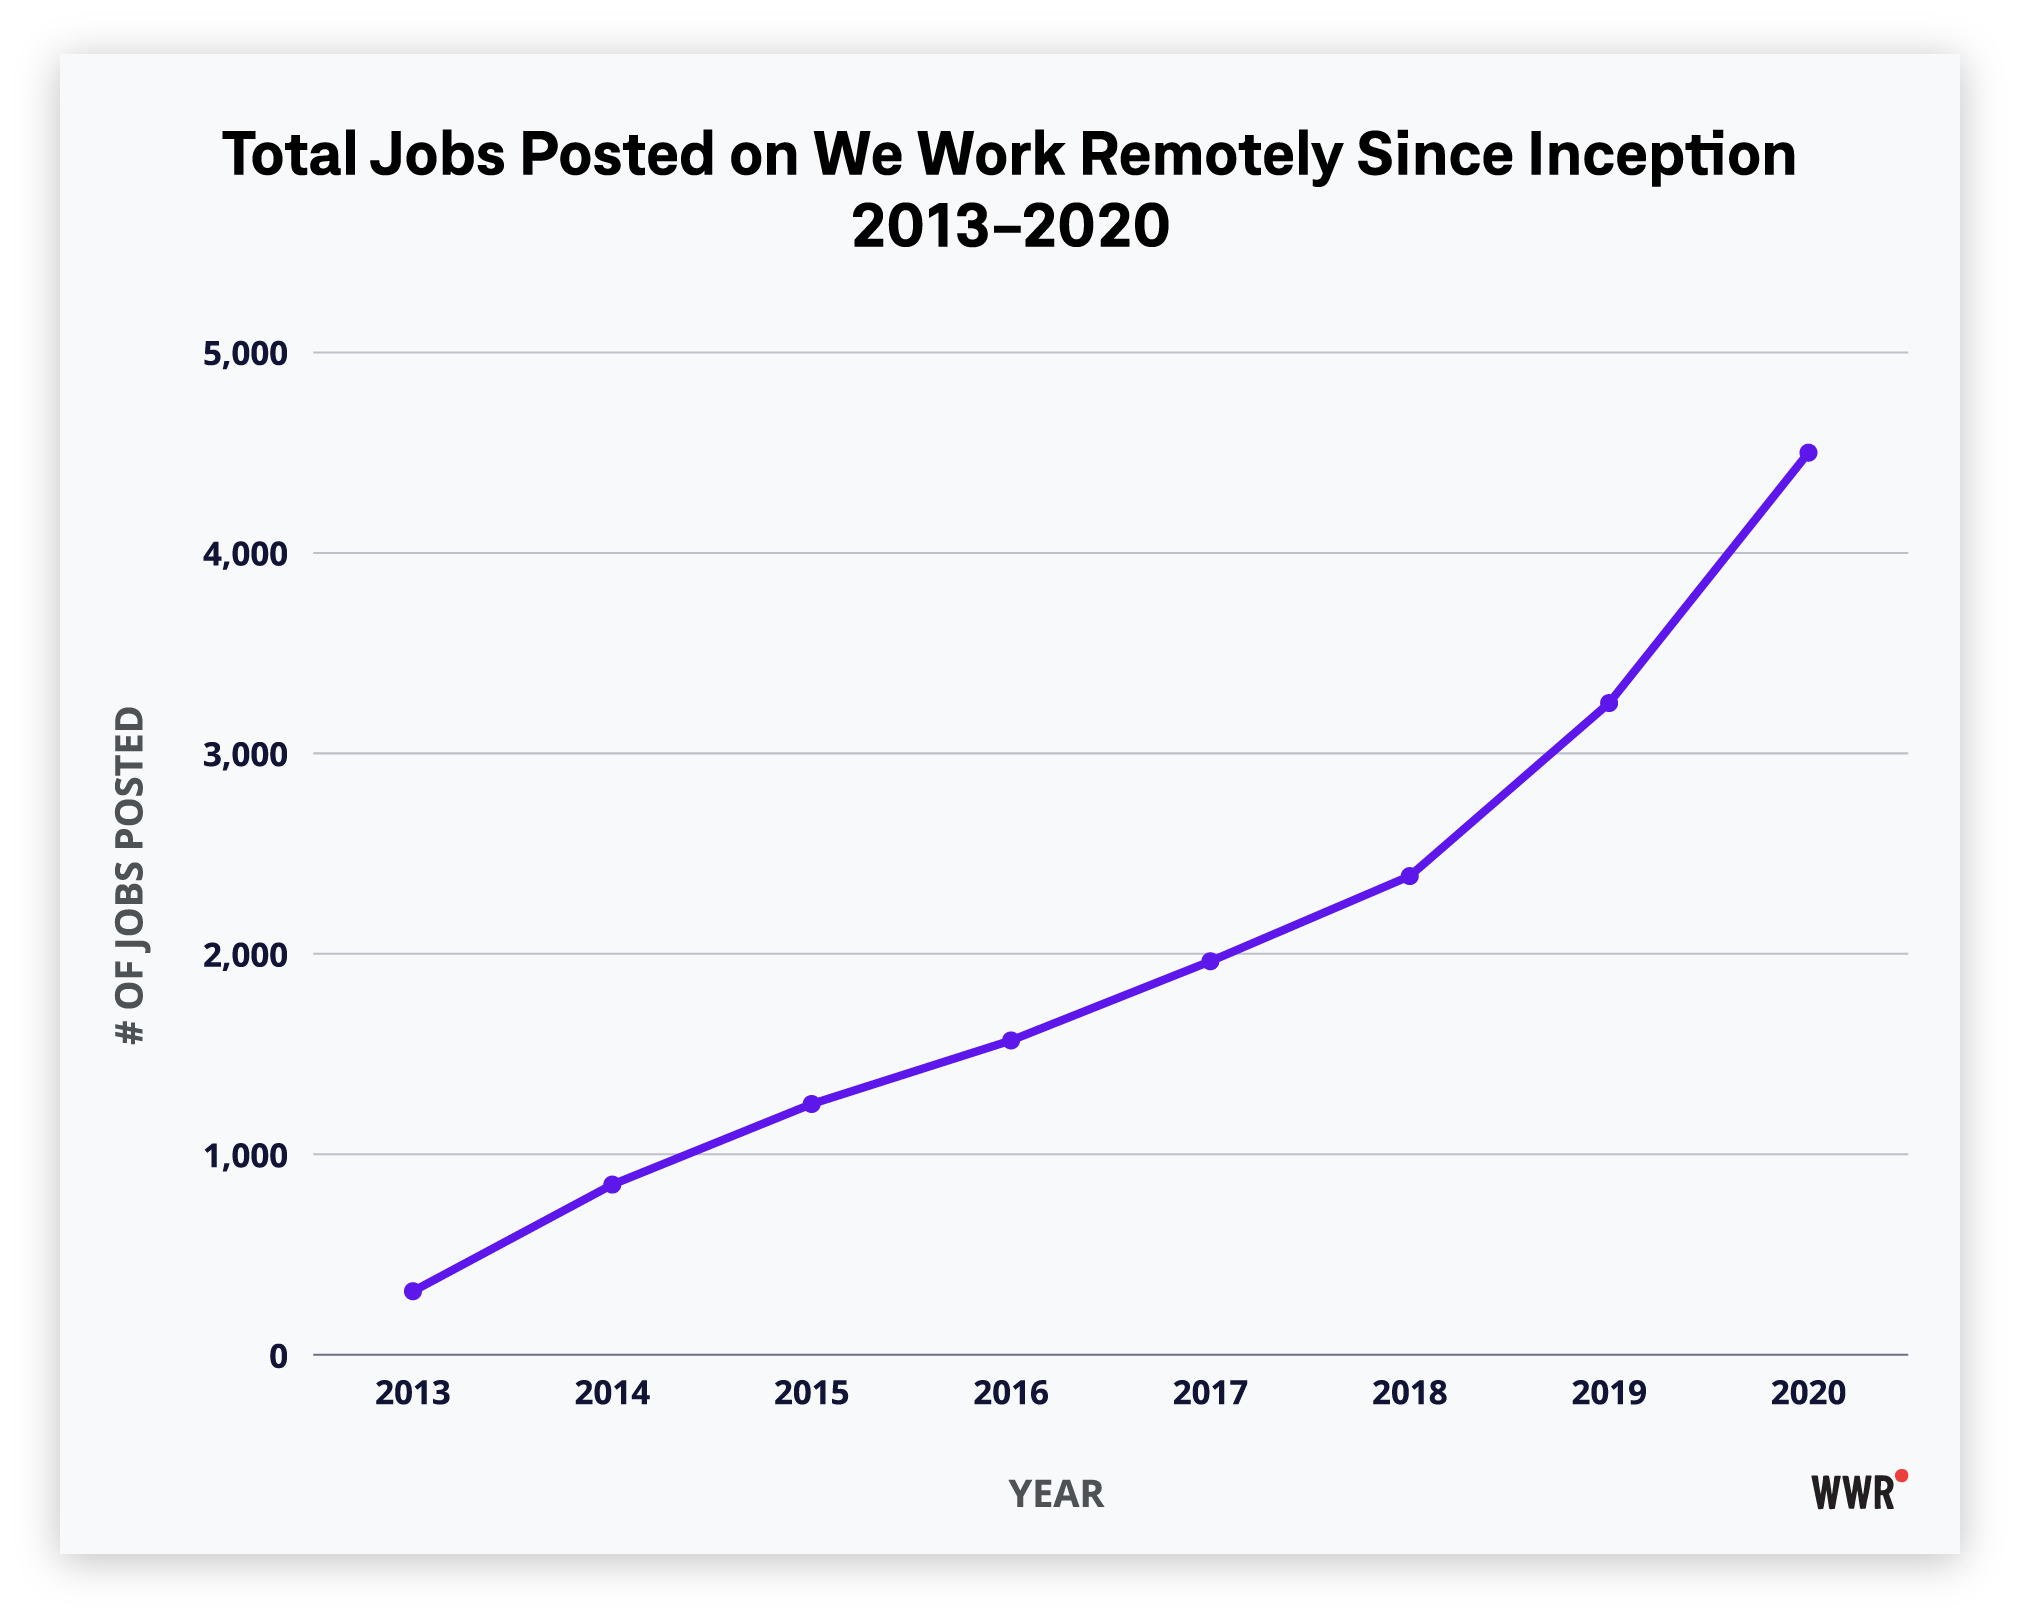 Total Jobs Posted on We Work Remotely Since Inception
2013–2020
5,000
4,000
3,000
2,000
1,000
0
# OF JOBS POSTED
2013 2014 2015 2016 2017 2018 2019 2020
YEAR
WWR